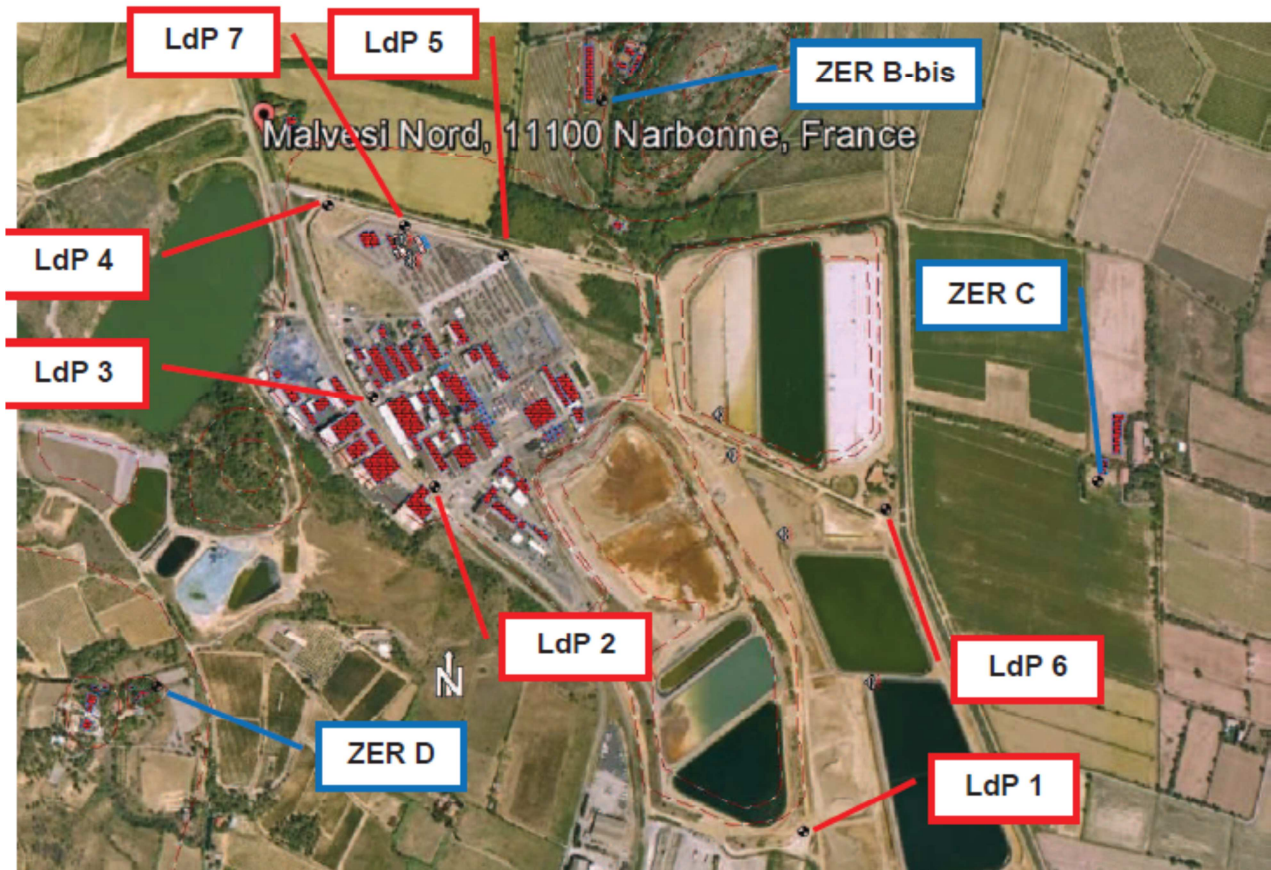 LdP 7
LdP 5
ZER B-bis
Malvesi Nord, 11100 Narbonne, France
LdP 4
ZER C
LdP 3
LdP 2
N
LdP 6
ZER D
LdP 1